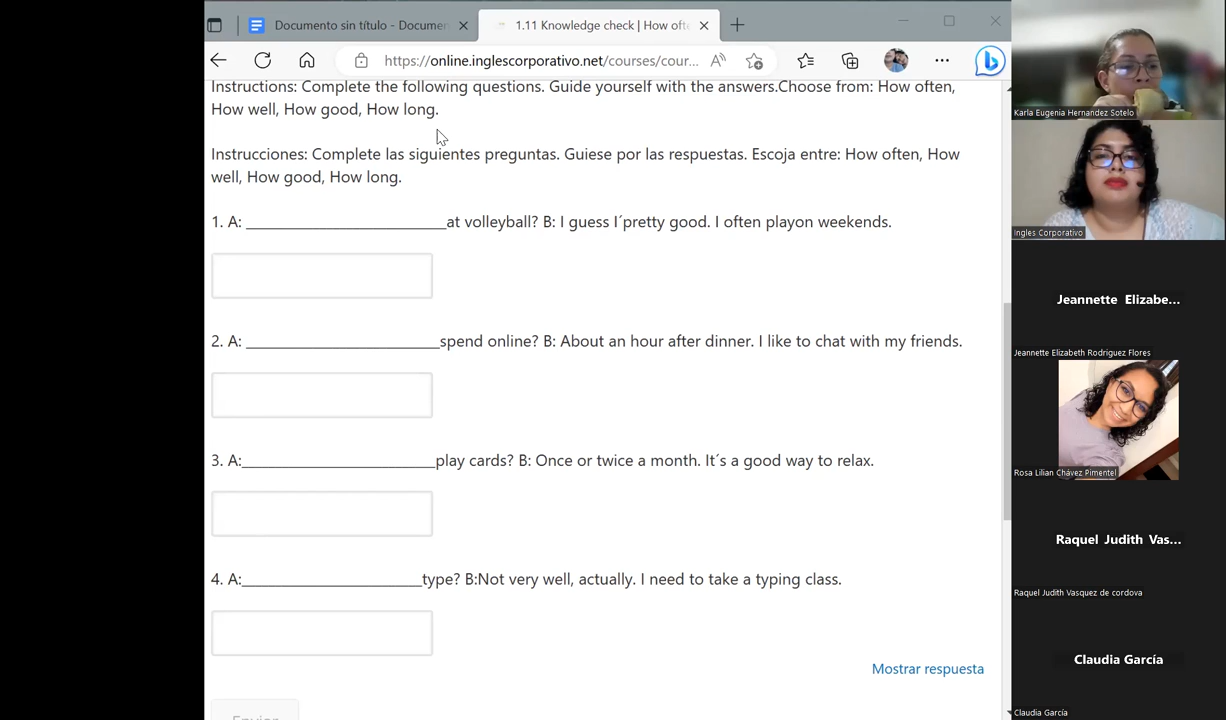 Documento sin título - Documen
1.11 Knowledge check | How ofte
https://online.inglescorporativo.net/courses/cour...
Instructions: Complete the following questions. Guide yourself with the answers.Choose from: How often,
How well, How good, How long.
Instrucciones: Complete las siguientes preguntas. Guiese por las respuestas. Escoja entre: How often, How
well, How good, How long.
1. A: _________________________at volleyball? B: I guess I´pretty good. I often playon weekends.
2. A: ________________________spend online? B: About an hour after dinner. I like to chat with my friends.
3. A:________________________play cards? B: Once or twice a month. It´s a good way to relax.
4. A:______________________type? B:Not very well, actually. I need to take a typing class.
Mostrar respuesta
Enviar
Karla Eugenia Hernandez Sotelo
Ingles Corporativo
Jeannette Elizabe...
Jeannette Elizabeth Rodriguez Flores
Rosa Lilian Chávez Pimentel
Raquel Judith Vas...
Raquel Judith Vasquez de cordova
Claudia García
Claudia García